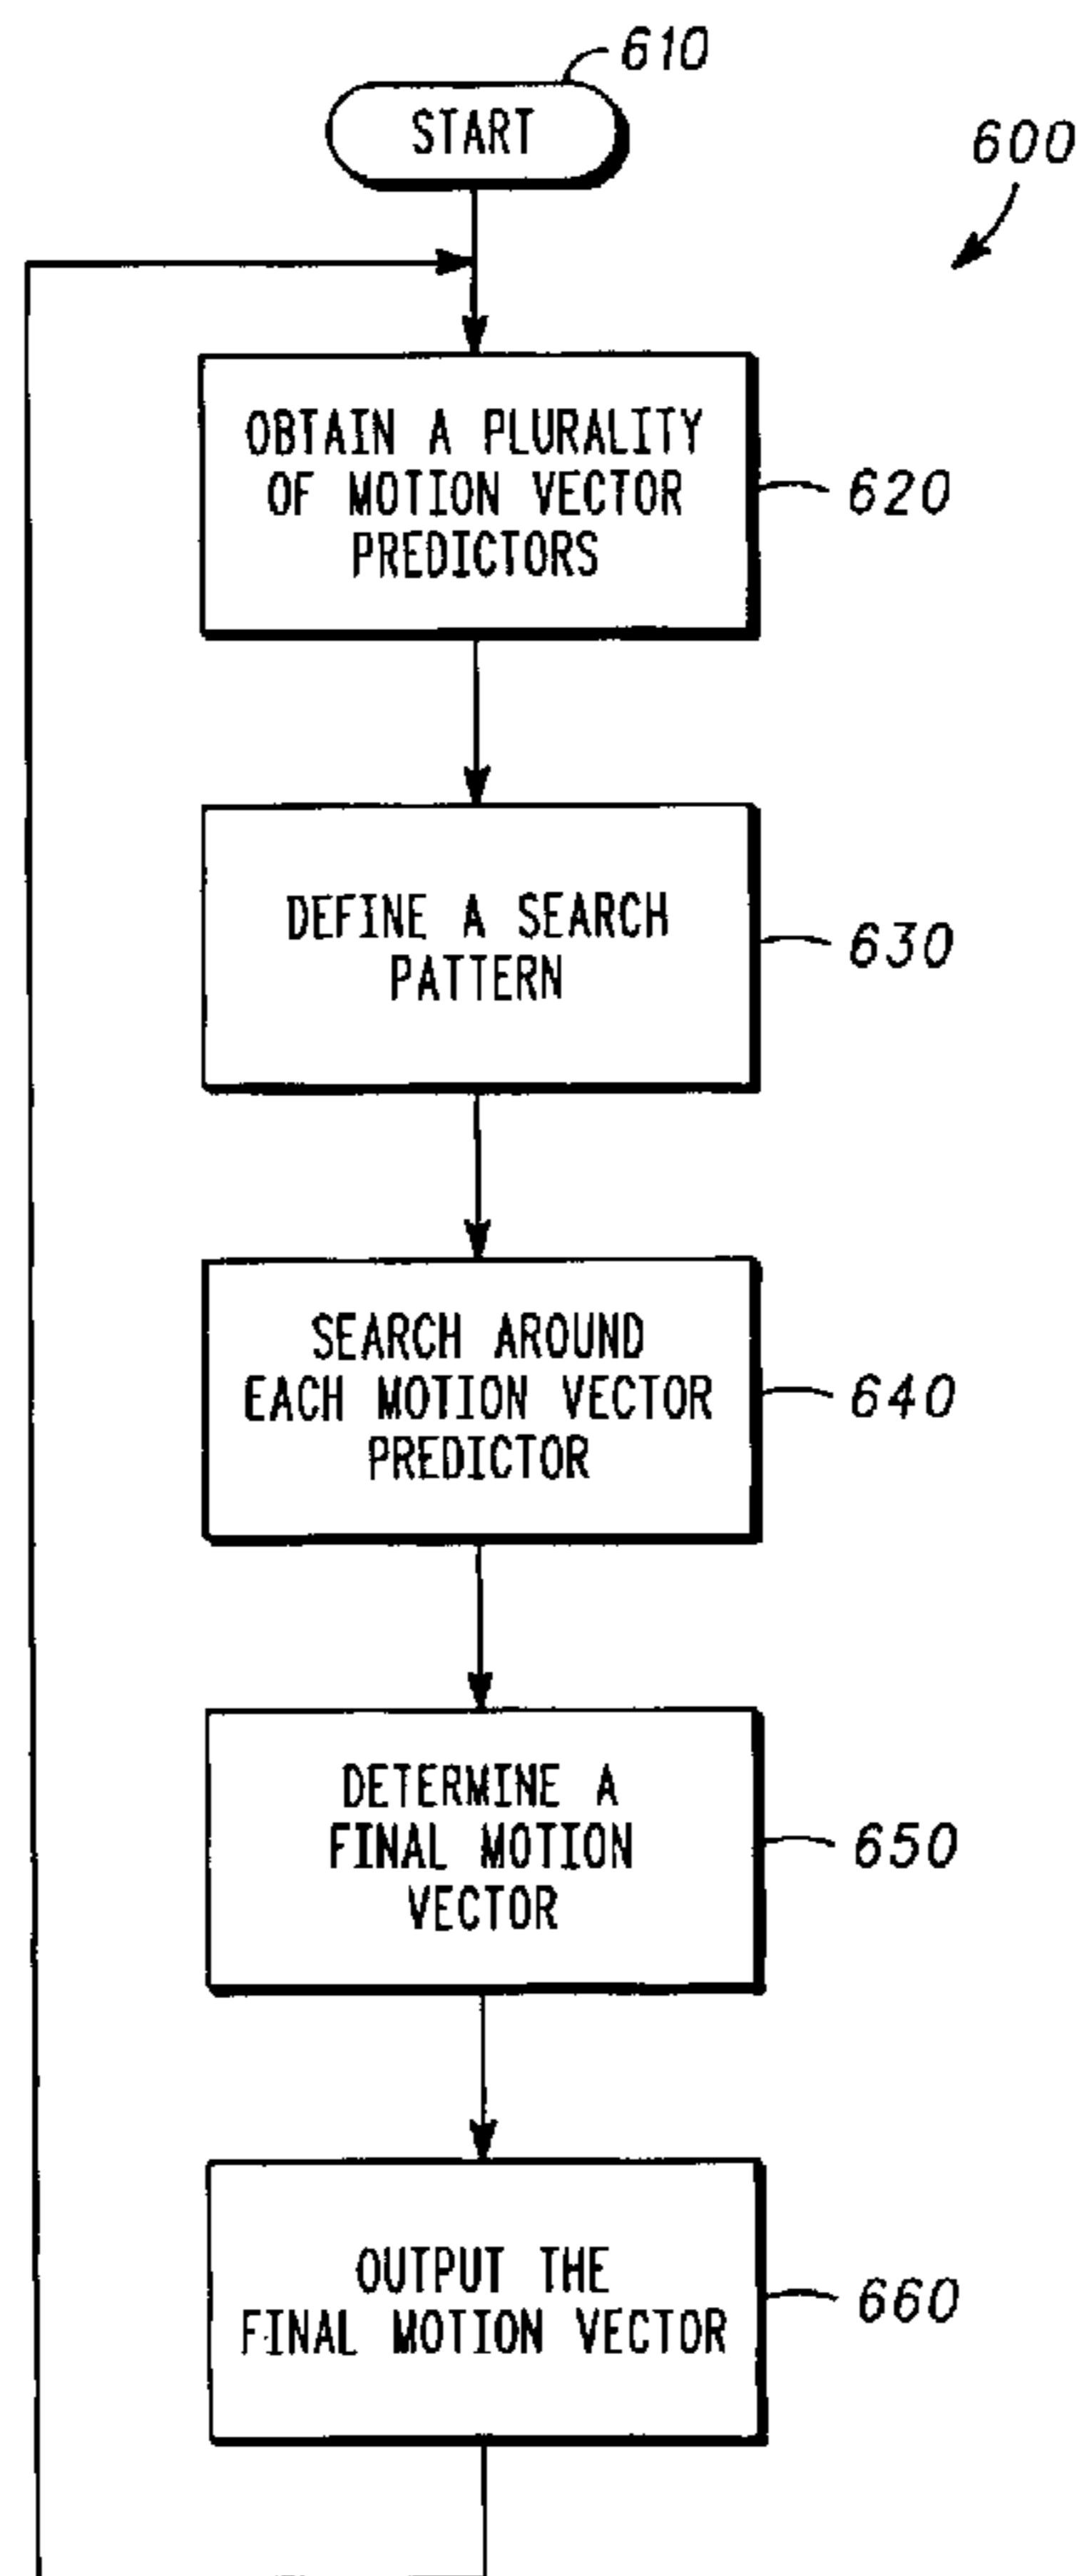 610
START
600
OBTAIN A PLURALITY
OF MOTION VECTOR
PREDICTORS
620
DEFINE A SEARCH
PATTERN
630
SEARCH AROUND
EACH MOTION VECTOR
PREDICTOR
640
DETERMINE A
FINAL MOTION
VECTOR
650
OUTPUT THE
FINAL MOTION VECTOR
660